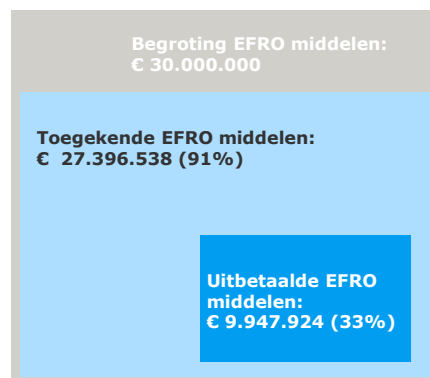 Begroting EFRO middelen:
€ 30.000.000
Toegekende EFRO middelen:
€  27.396.538 (91%)
Uitbetaalde EFRO
middelen:
€ 9.947.924 (33%)